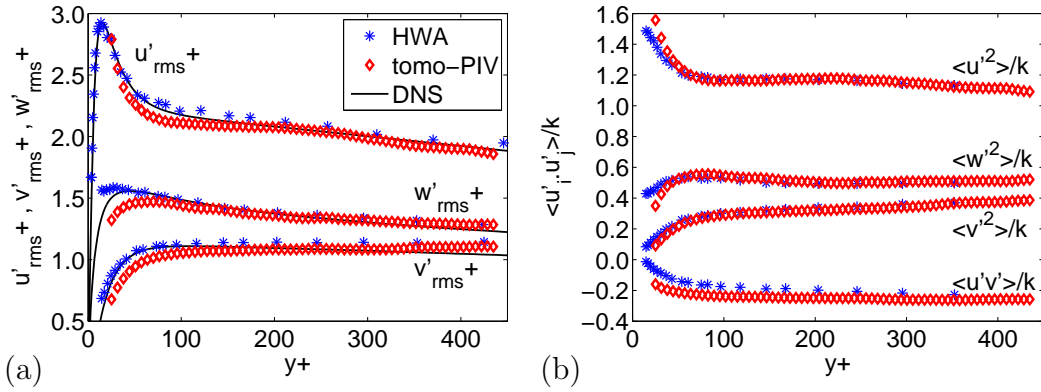 3.0
2.5
2.0
1.5
1.0
0.5
u'rms+ , v'rms+ , w'rms+
u'rms+
w'rms+
v'rms+
HWA
tomo−PIV
DNS
0 100 200 300 400
y+
(a)
1.6
1.4
1.2
1.0
0.8
0.6
0.4
0.2
0.0
−0.2
−0.4
<u'i.u'j>/k
<u'²>/k
<w'²>/k
<v'²>/k
<u'v'>/k
0 100 200 300 400
y+
(b)